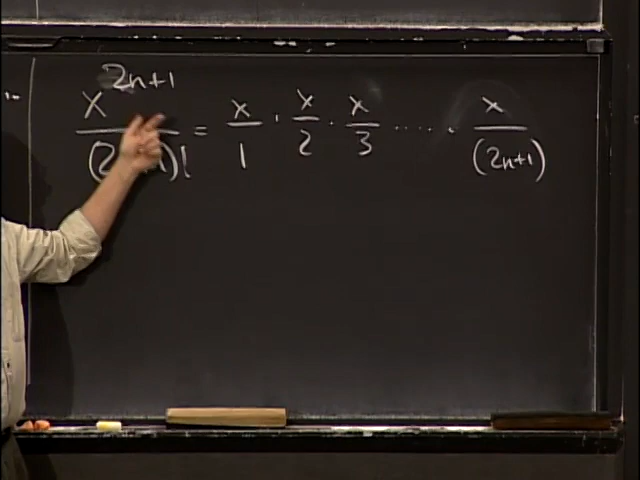 x^2n+1 / (2 )! = x/1 · x/2 · x/3 ..... · x/(2n+1)